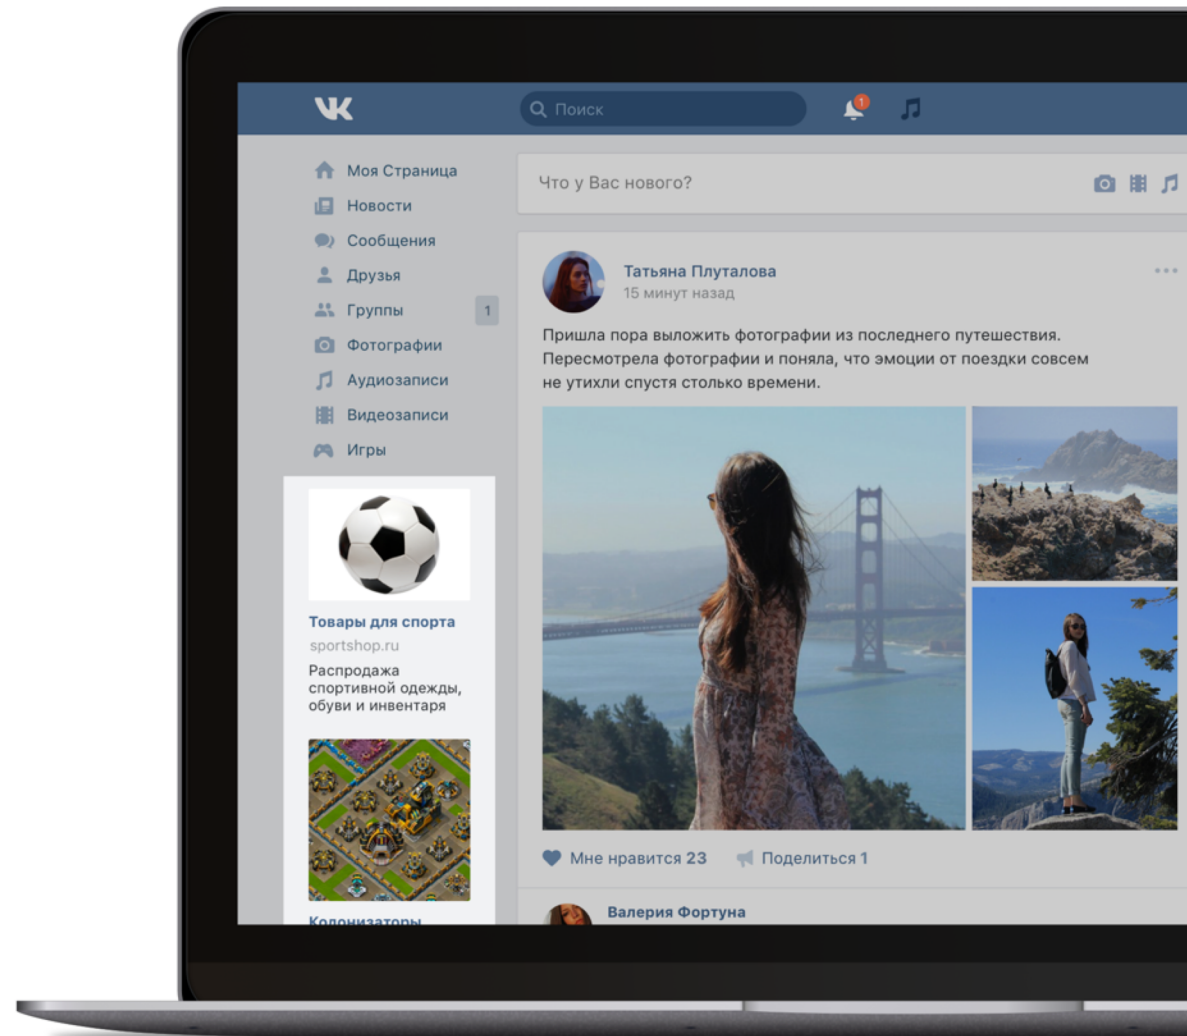 VK
Поиск
1
Моя Страница
Новости
Сообщения
Друзья
Группы
1
Фотографии
Аудиозаписи
Видеозаписи
Игры
Товары для спорта
sportshop.ru
Распродажа
спортивной одежды,
обуви и инвентаря
Колонизаторы
Что у Вас нового?
Татьяна Плуталова
15 минут назад
Пришла пора выложить фотографии из последнего путешествия.
Пересмотрела фотографии и поняла, что эмоции от поездки совсем
не утихли спустя столько времени.
Мне нравится 23
Поделиться 1
Валерия Фортуна